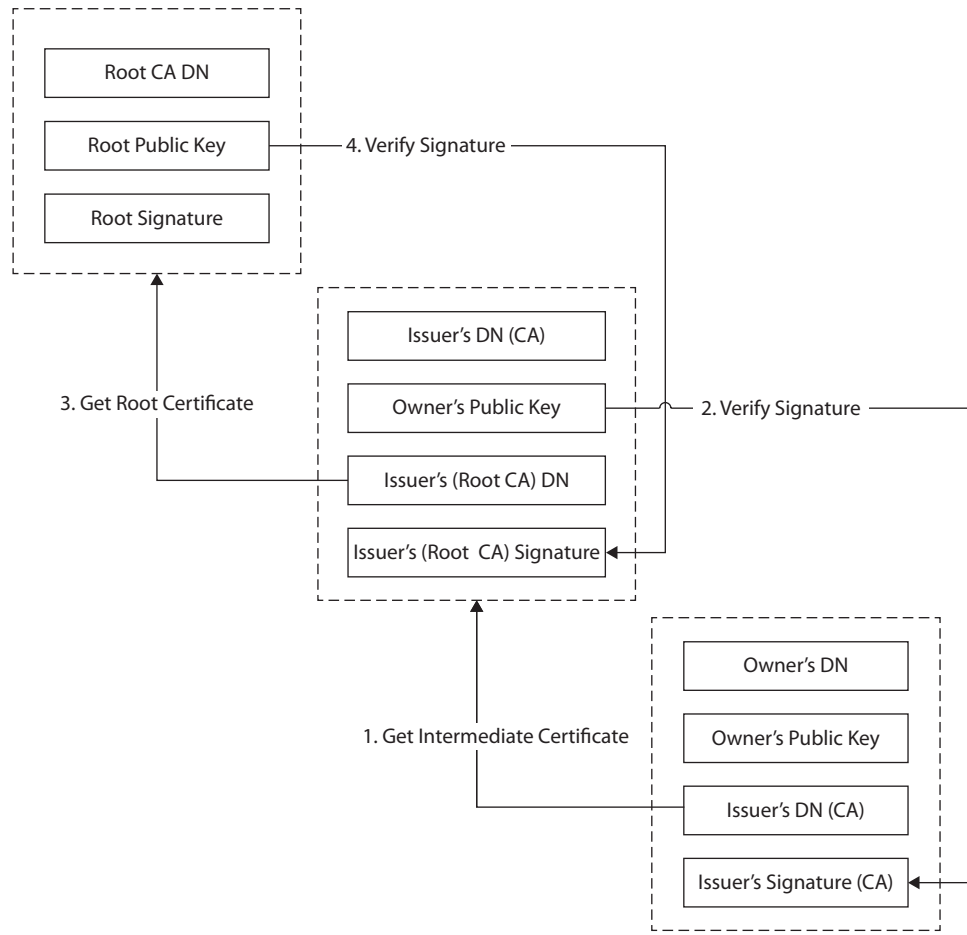 Root CA DN
Root Public Key
4. Verify Signature
Root Signature
Issuer's DN (CA)
3. Get Root Certificate
Owner's Public Key
2. Verify Signature
Issuer's (Root CA) DN
Issuer's (Root CA) Signature
Owner's DN
1. Get Intermediate Certificate
Owner's Public Key
Issuer's DN (CA)
Issuer's Signature (CA)